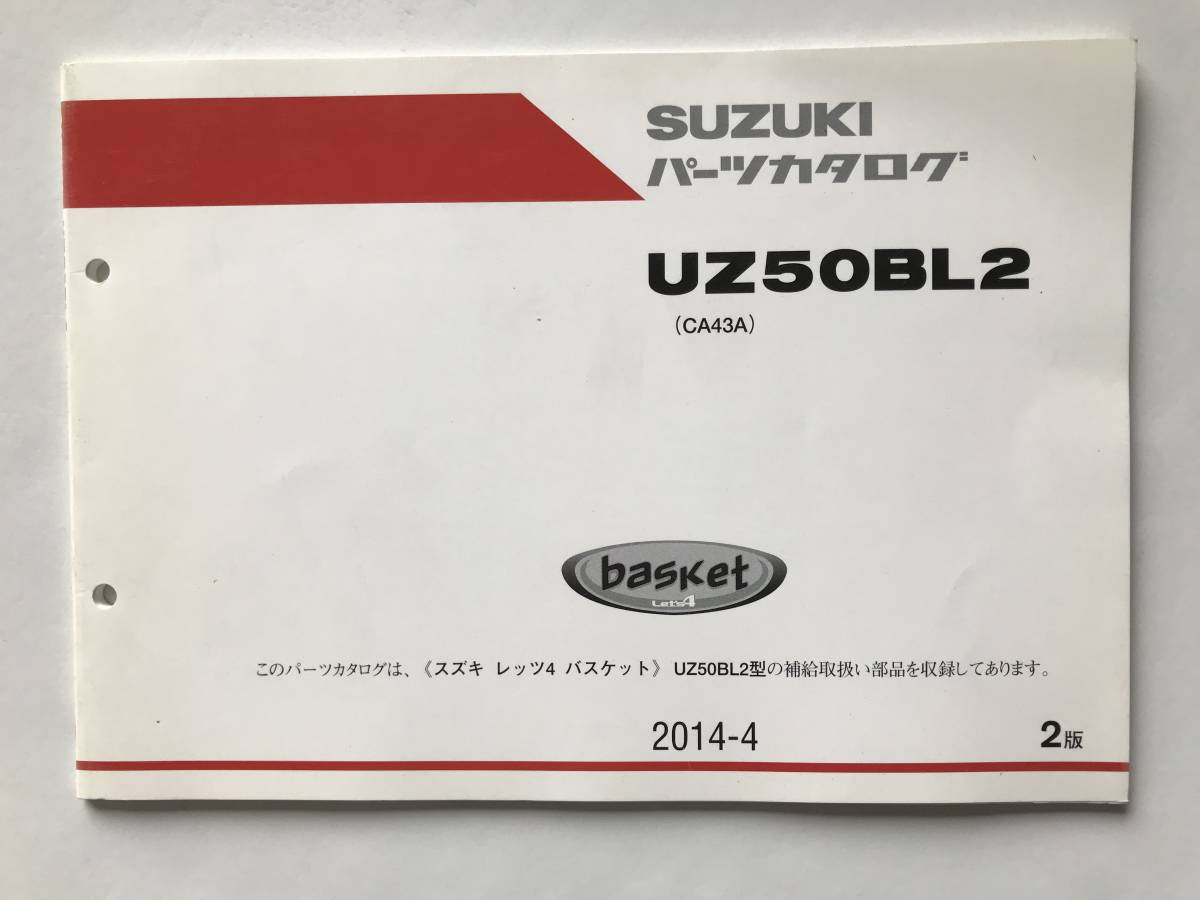 SUZUKI
パーツカタログ
UZ50BL2
(CA43A)
basket
Let's4
このパーツカタログは、《スズキ レッツ4 バスケット》 UZ50BL2型の補給取扱い部品を収録してあります。
2014-4 2版